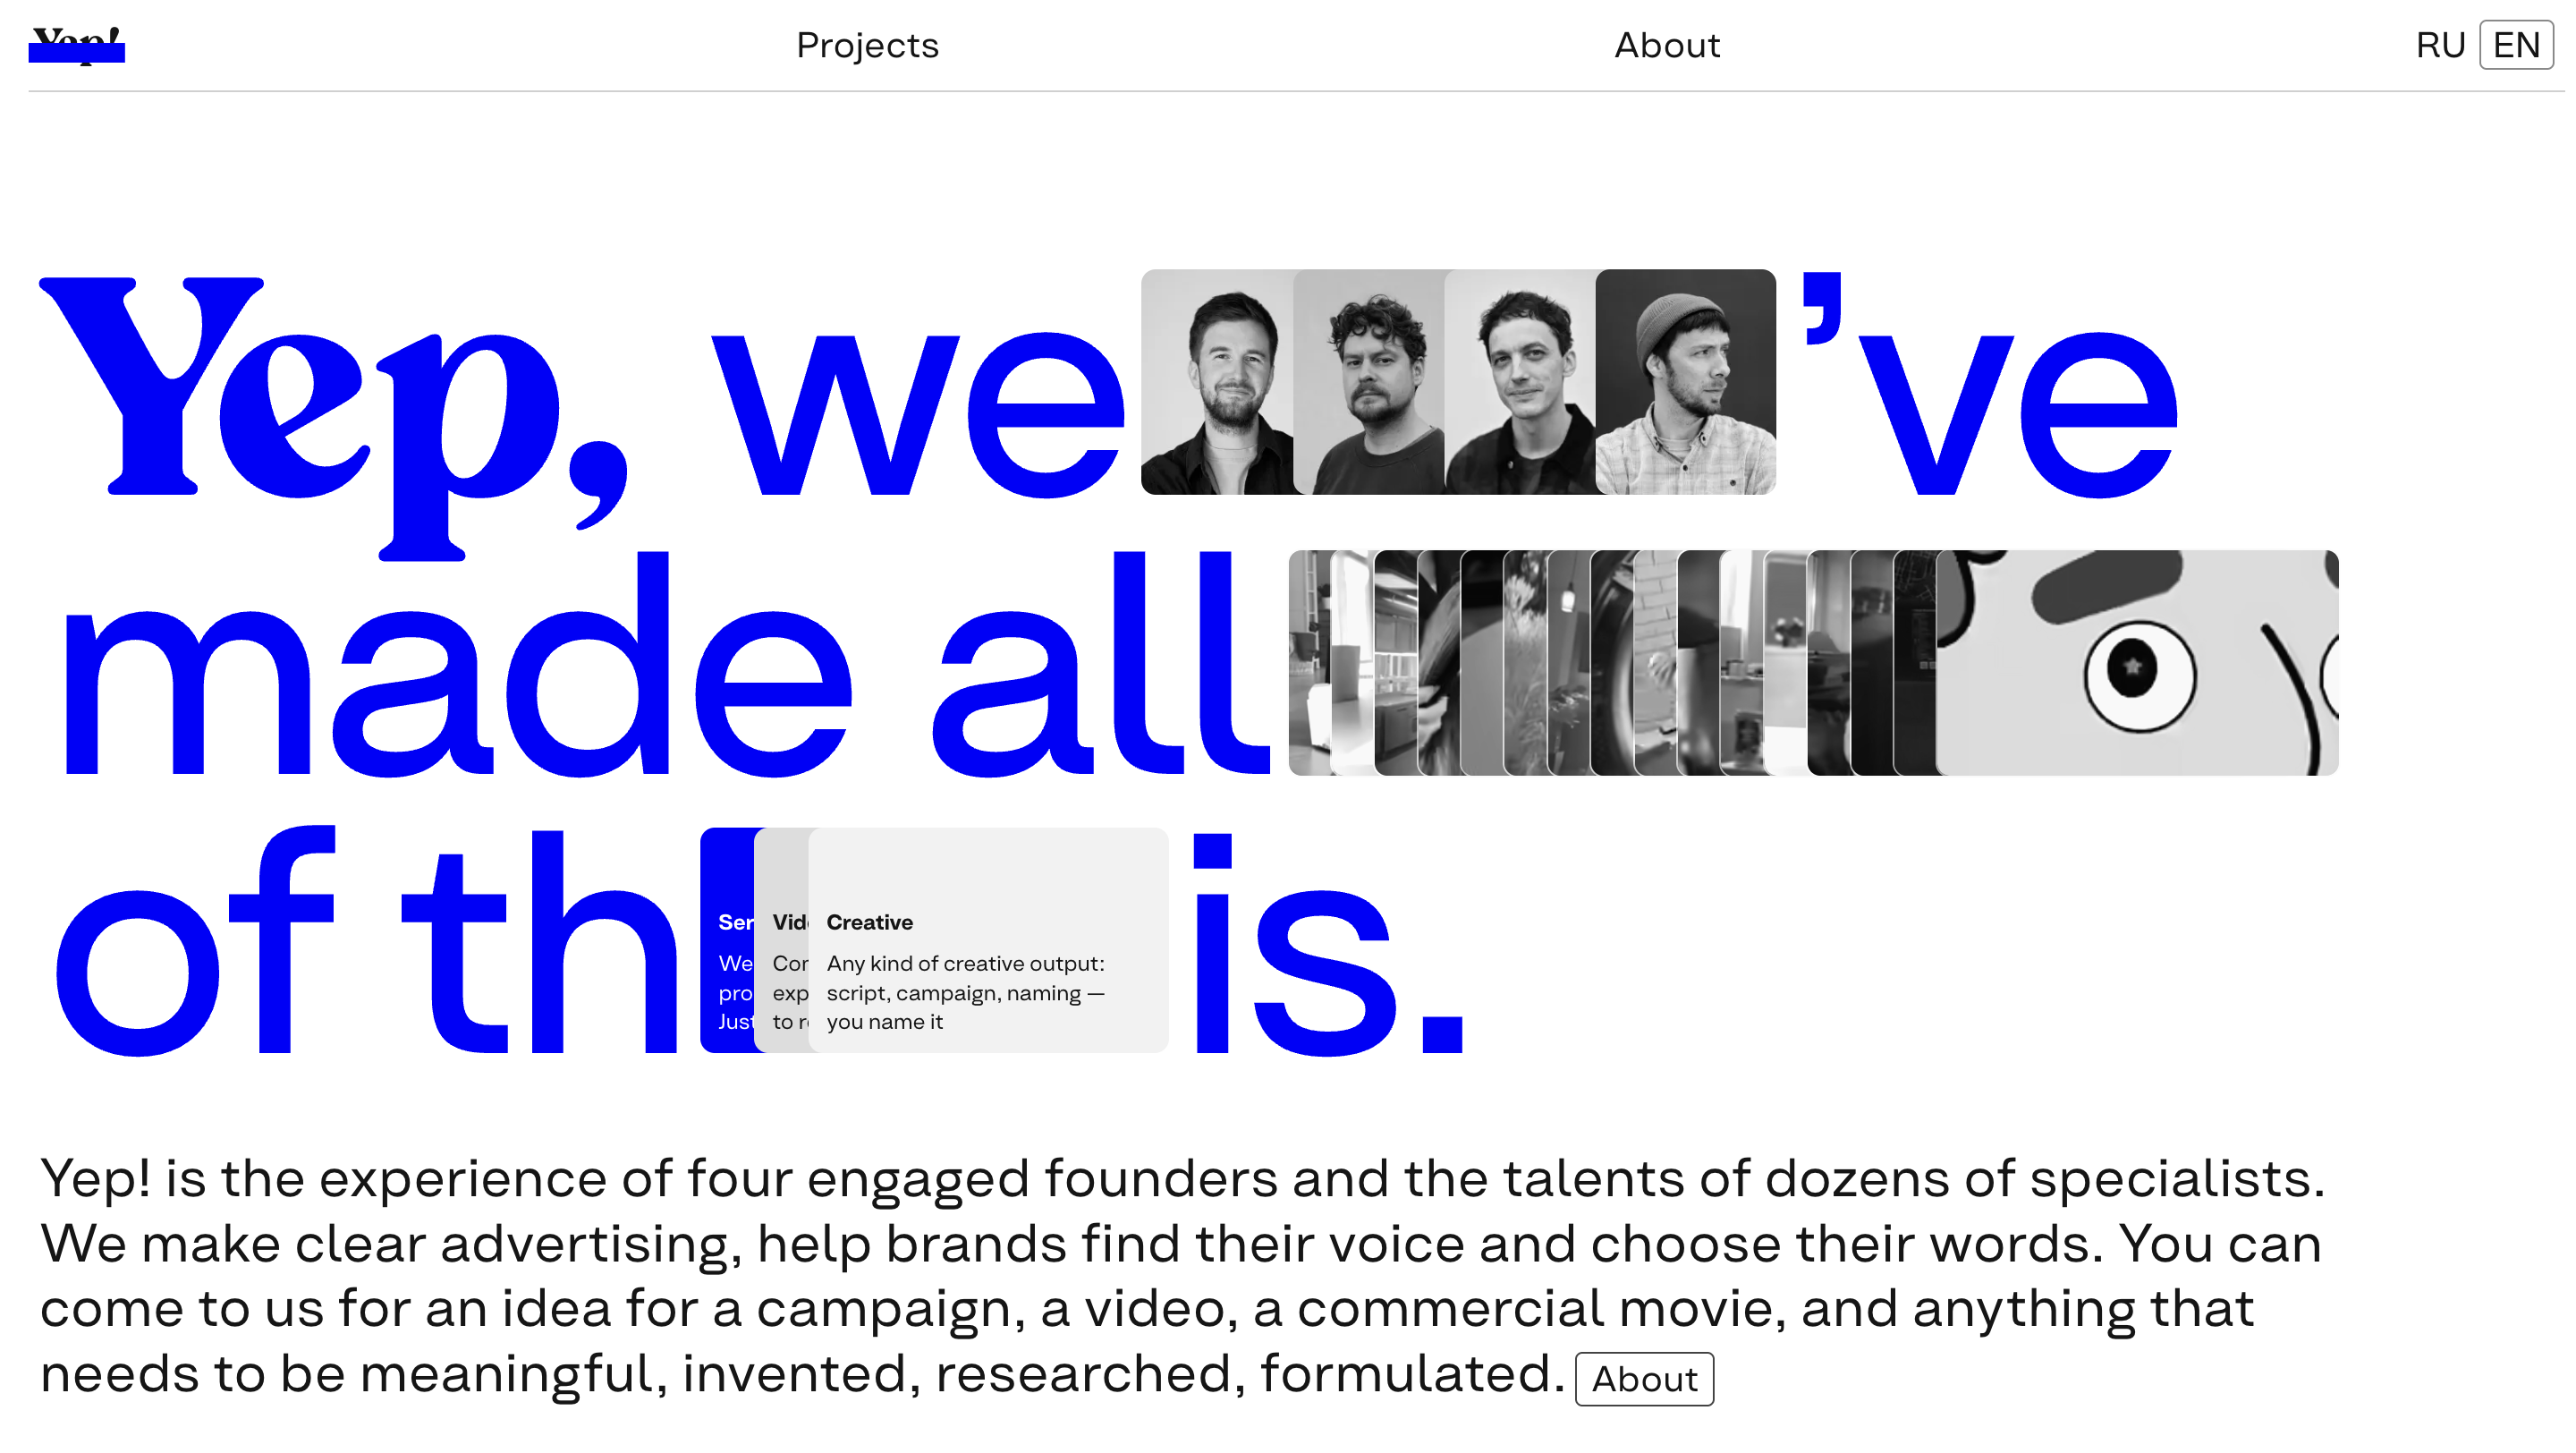 Yep!
Projects
About
RU EN
Yep, we've
made all
of this.
Ser
We
pro
Just
Vid
Con
exp
to r
Creative
Any kind of creative output:
script, campaign, naming —
you name it
Yep! is the experience of four engaged founders and the talents of dozens of specialists.
We make clear advertising, help brands find their voice and choose their words. You can
come to us for an idea for a campaign, a video, a commercial movie, and anything that
needs to be meaningful, invented, researched, formulated. About